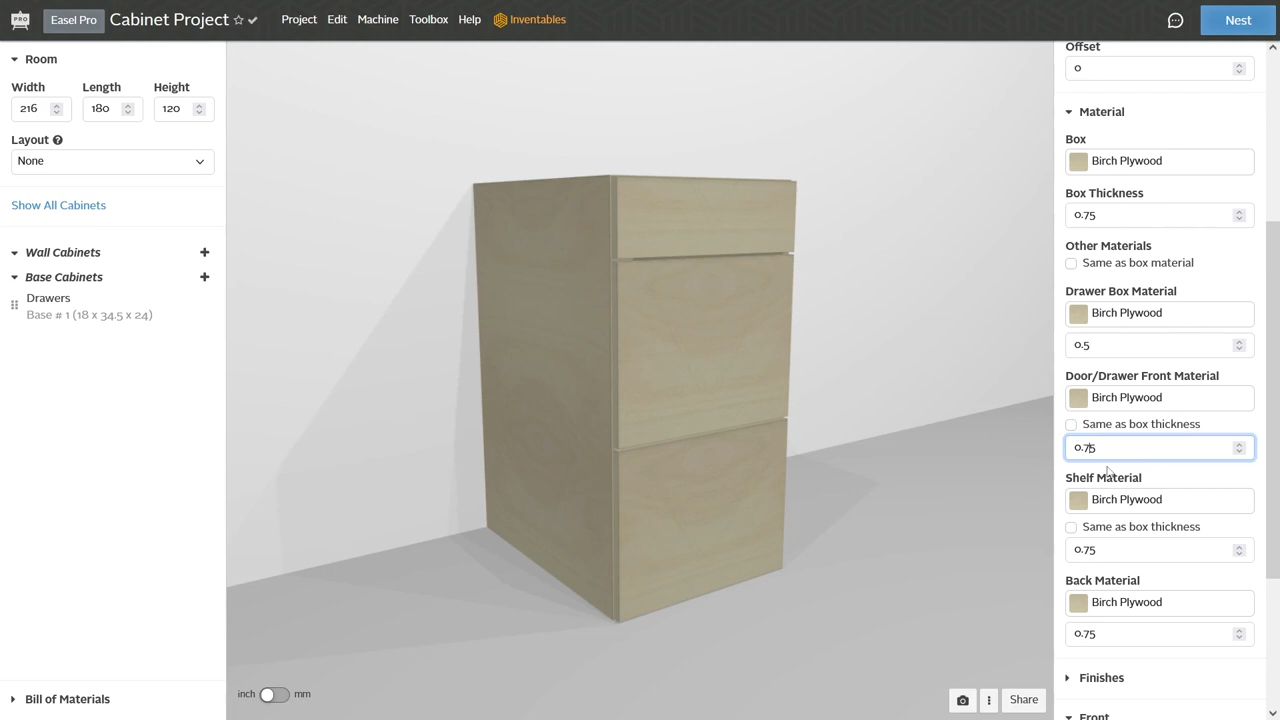 PRO
Easel Pro
Cabinet Project
Project Edit Machine Toolbox Help Inventables
Nest
Room
Width Length Height
216 180 120
Layout
None
Show All Cabinets
Wall Cabinets
Base Cabinets
Drawers
Base # 1 (18 x 34.5 x 24)
Bill of Materials
inch mm
Share
Offset
0
Material
Box
Birch Plywood
Box Thickness
0.75
Other Materials
Same as box material
Drawer Box Material
Birch Plywood
0.5
Door/Drawer Front Material
Birch Plywood
Same as box thickness
0.75
Shelf Material
Birch Plywood
Same as box thickness
0.75
Back Material
Birch Plywood
0.75
Finishes
Front